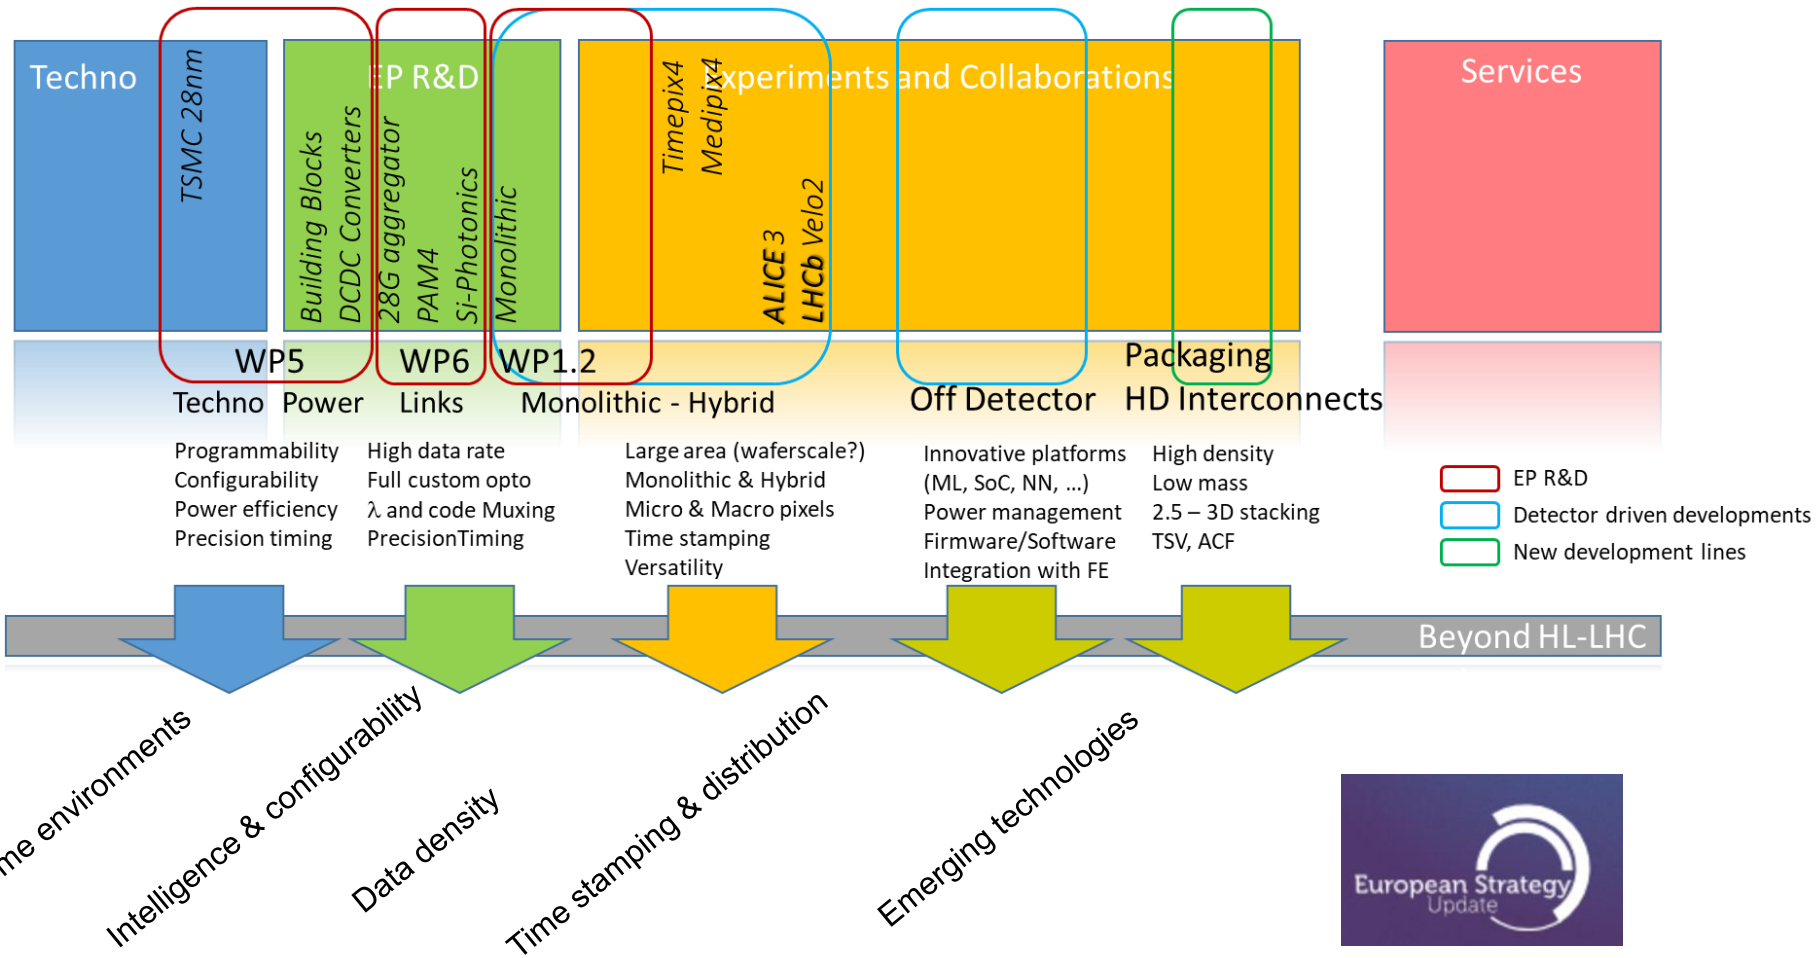 Techno
TSMC 28nm
EP R&D
Building Blocks
DCDC Converters
28G aggregator
PAM4
Si-Photonics
Monolithic
Experiments and Collaborations
Timepix4
Medipix4
ALICE 3
LHCb Velo2
Services
WP5
WP6
WP1.2
Packaging
Techno
Power
Links
Monolithic - Hybrid
Off Detector
HD Interconnects
Programmability
Configurability
Power efficiency
Precision timing
High data rate
Full custom opto
λ and code Muxing
PrecisionTiming
Large area (waferscale?)
Monolithic & Hybrid
Micro & Macro pixels
Time stamping
Versatility
Innovative platforms
(ML, SoC, NN, ...)
Power management
Firmware/Software
Integration with FE
High density
Low mass
2.5 – 3D stacking
TSV, ACF
EP R&D
Detector driven developments
New development lines
Beyond HL-LHC
environments
Intelligence & configurability
Data density
Time stamping & distribution
Emerging technologies
European Strategy
Update